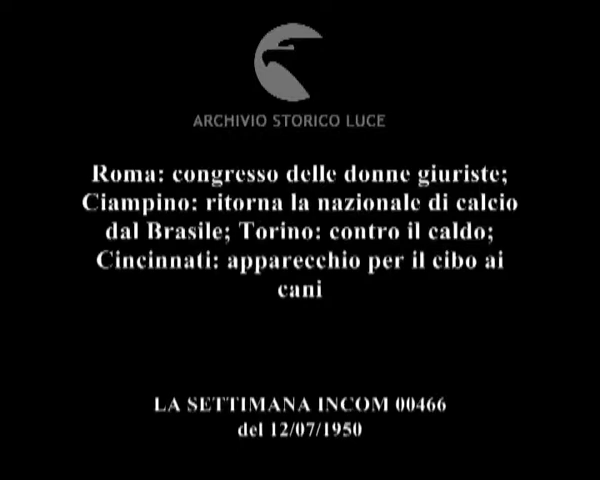 ARCHIVIO STORICO LUCE
Roma: congresso delle donne giuriste;
Ciampino: ritorna la nazionale di calcio
dal Brasile; Torino: contro il caldo;
Cincinnati: apparecchio per il cibo ai
cani
LA SETTIMANA INCOM 00466
del 12/07/1950